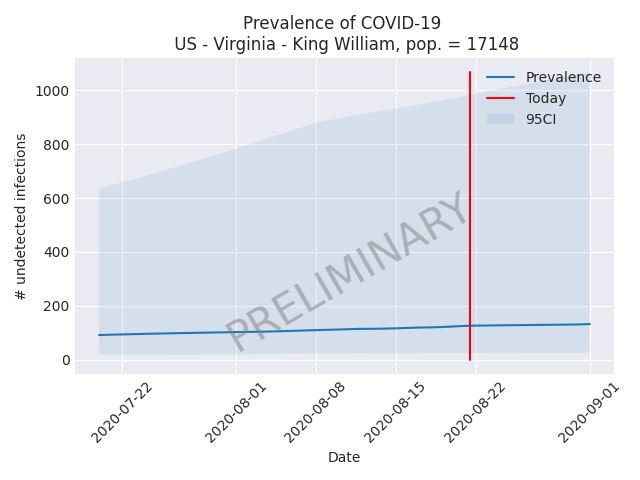 Prevalence of COVID-19
US - Virginia - King William, pop. = 17148
# undetected infections
1000
800
600
400
200
0
Prevalence
Today
95CI
PRELIMINARY
2020-07-22
2020-08-01
2020-08-08
2020-08-15
2020-08-22
2020-09-01
Date